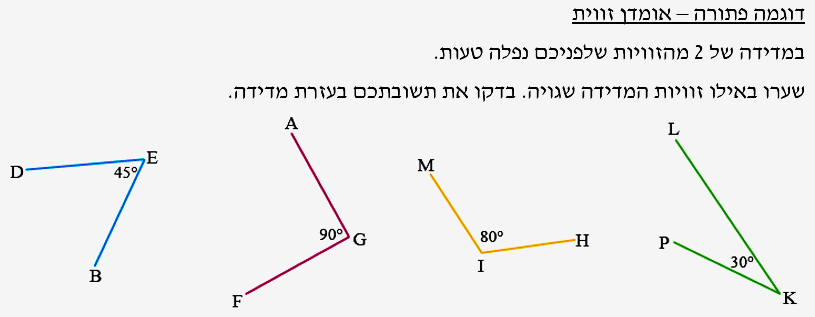 דוגמה פתורה – אומדן זווית
במדידה של 2 מהזוויות שלפניכם נפלה טעות.
שערו באילו זוויות המדידה שגויה. בדקו את תשובתכם בעזרת מדידה.
D
45°
E
B
A
90°
G
F
M
80°
H
I
L
P
30°
K